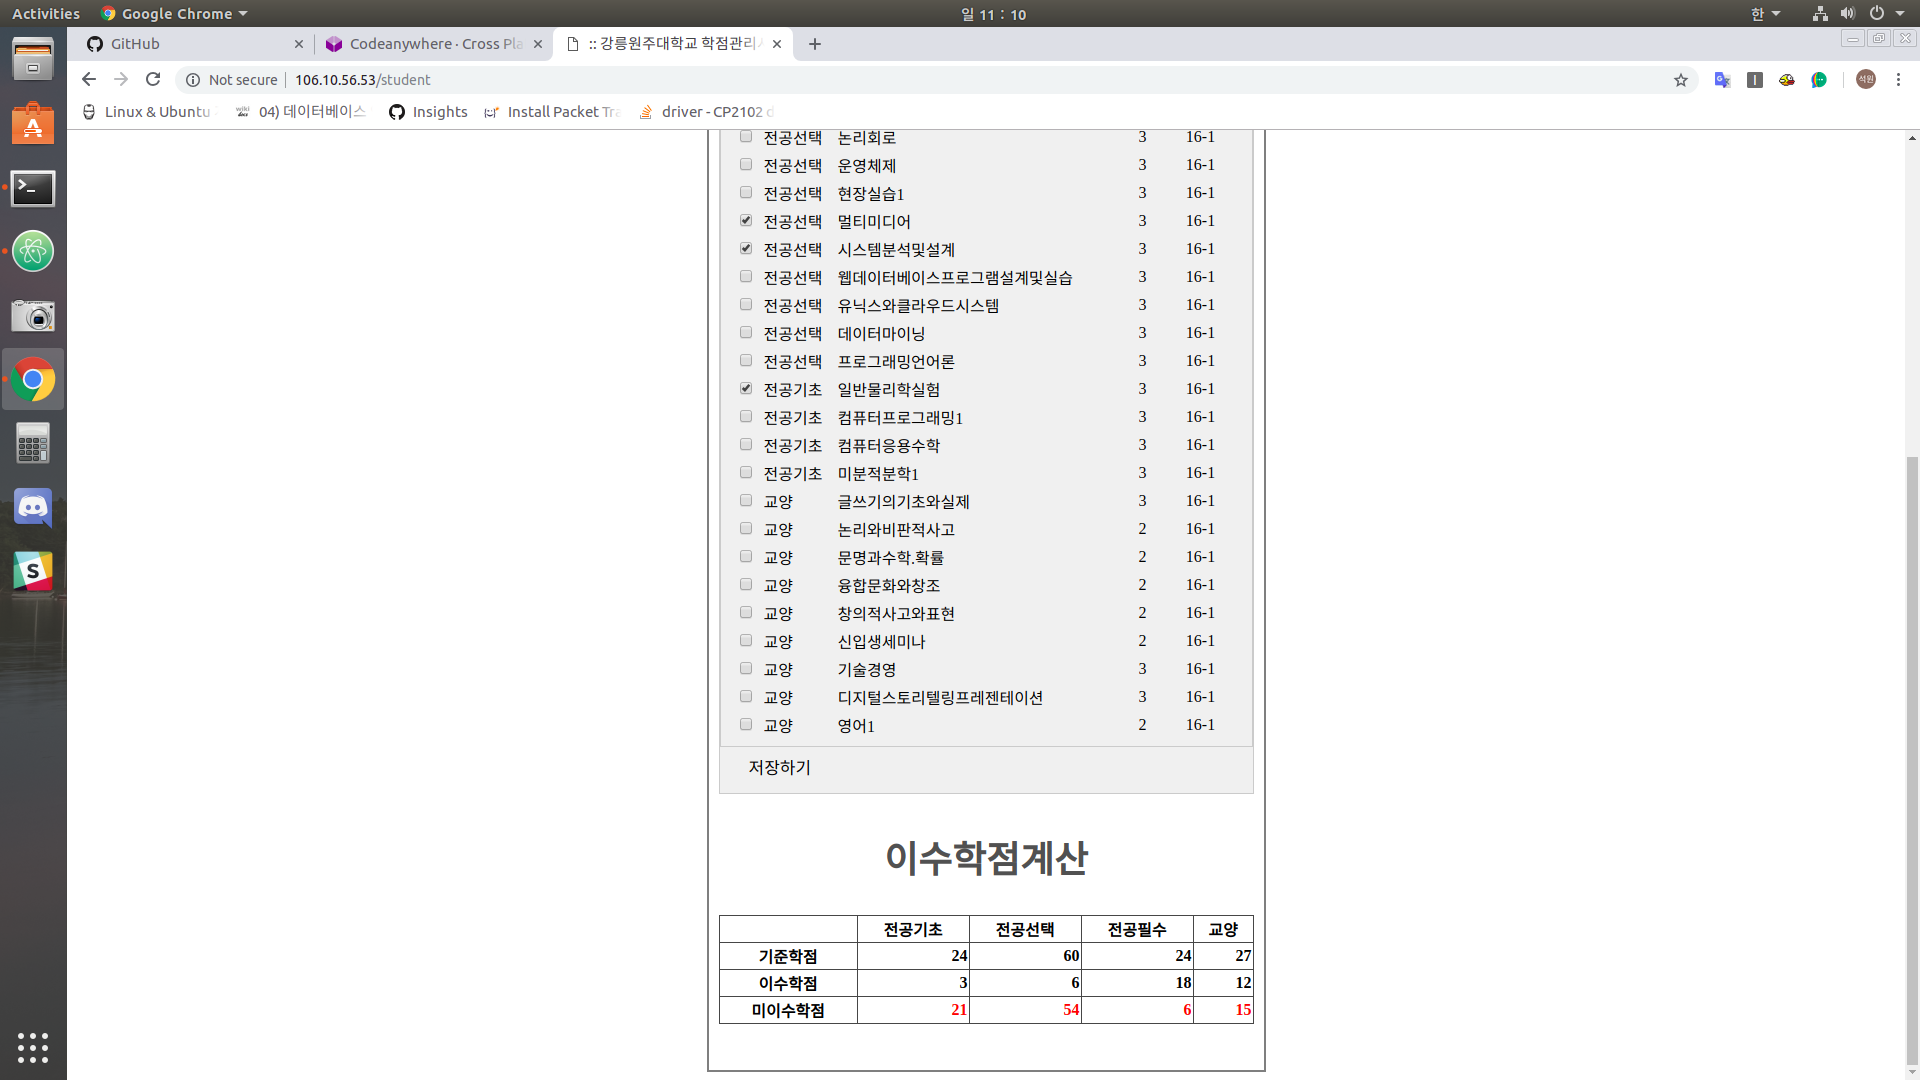 Activities Google Chrome 일 11 : 10 한
GitHub Codeanywhere · Cross Pla :: 강릉원주대학교 학점관리
Not secure 106.10.56.53/student
Linux & Ubuntu 04) 데이터베이스 Insights Install Packet Tra driver - CP2102 d
전공선택 논리회로 3 16-1
전공선택 운영체제 3 16-1
전공선택 현장실습1 3 16-1
전공선택 멀티미디어 3 16-1
전공선택 시스템분석및설계 3 16-1
전공선택 웹데이터베이스프로그램설계및실습 3 16-1
전공선택 유닉스와클라우드시스템 3 16-1
전공선택 데이터마이닝 3 16-1
전공선택 프로그래밍언어론 3 16-1
전공기초 일반물리학실험 3 16-1
전공기초 컴퓨터프로그래밍1 3 16-1
전공기초 컴퓨터응용수학 3 16-1
전공기초 미분적분학1 3 16-1
교양 글쓰기의기초와실제 3 16-1
교양 논리와비판적사고 2 16-1
교양 문명과수학.확률 2 16-1
교양 융합문화와창조 2 16-1
교양 창의적사고와표현 2 16-1
교양 신입생세미나 2 16-1
교양 기술경영 3 16-1
교양 디지털스토리텔링프레젠테이션 3 16-1
교양 영어1 2 16-1
저장하기
이수학점계산
전공기초 전공선택 전공필수 교양
기준학점 24 60 24 27
이수학점 3 6 18 12
미이수학점 21 54 6 15